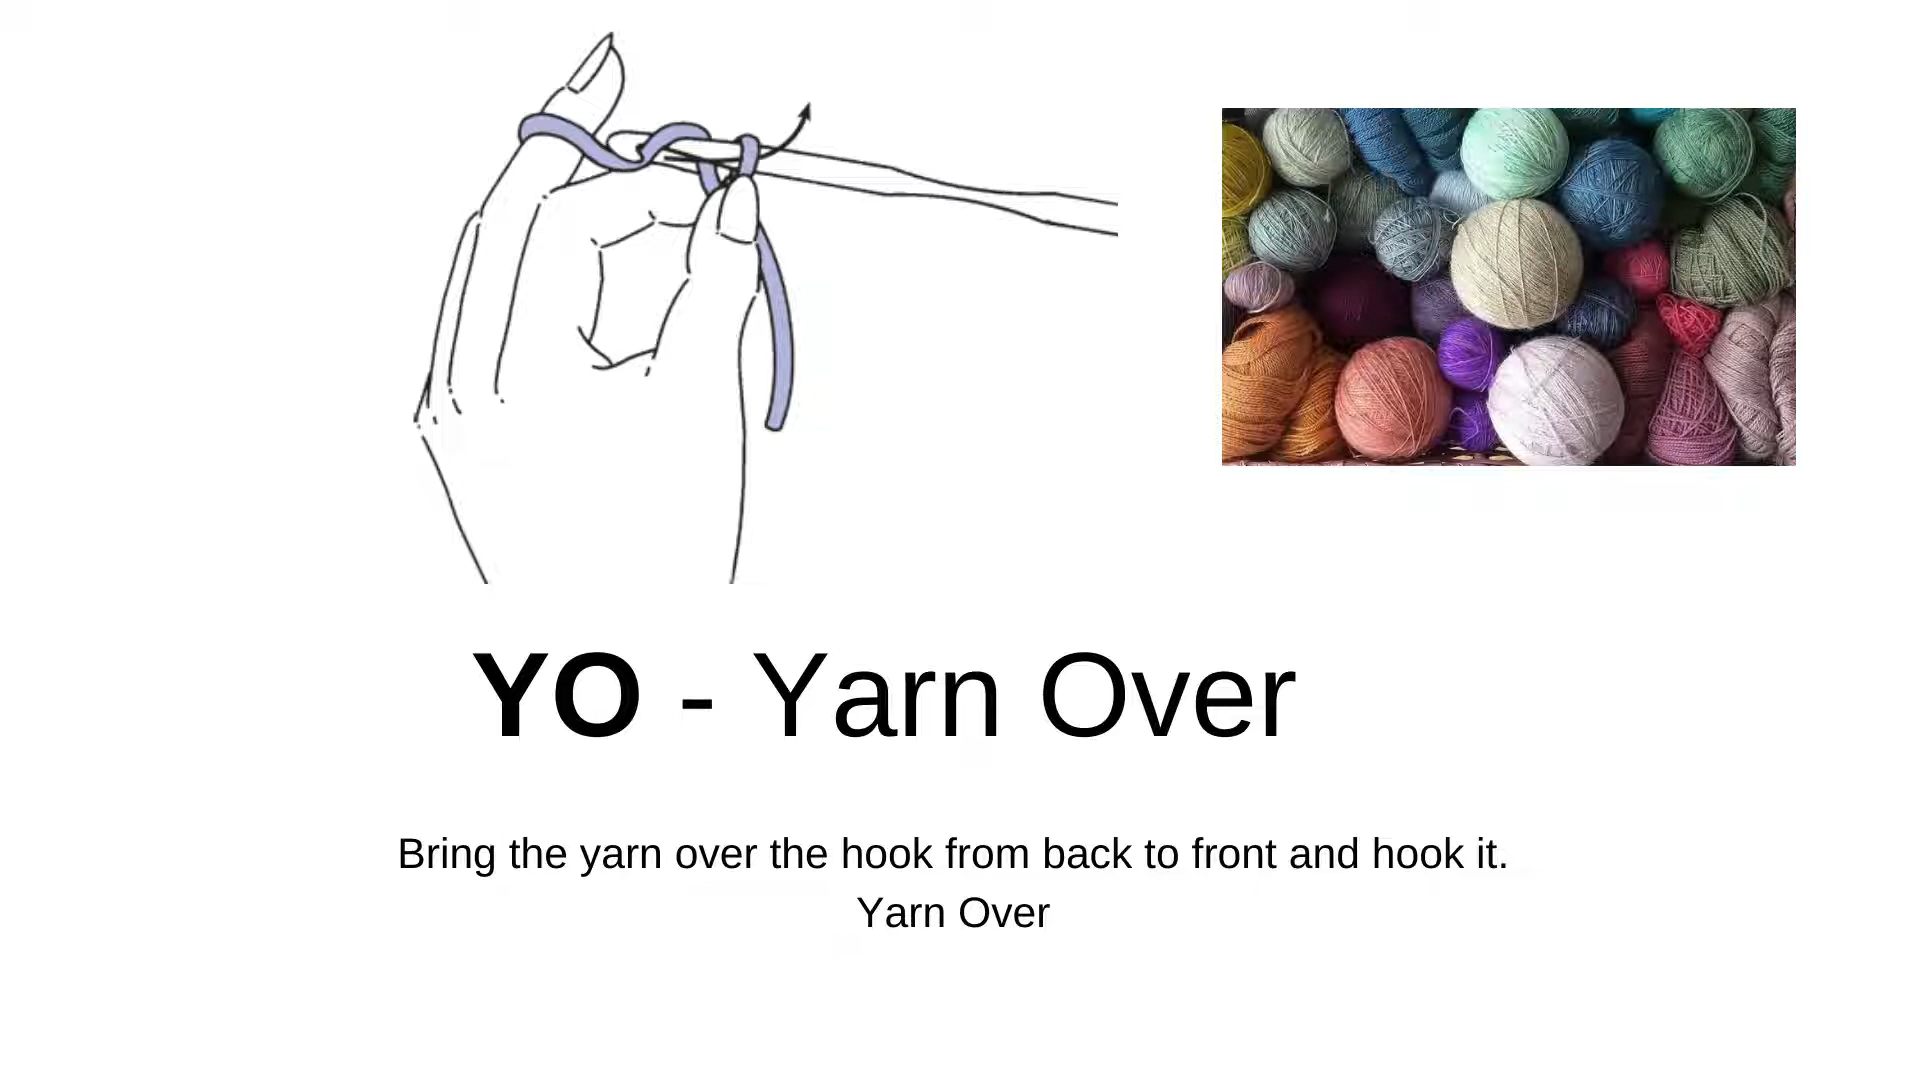 YO - Yarn Over
Bring the yarn over the hook from back to front and hook it.
Yarn Over